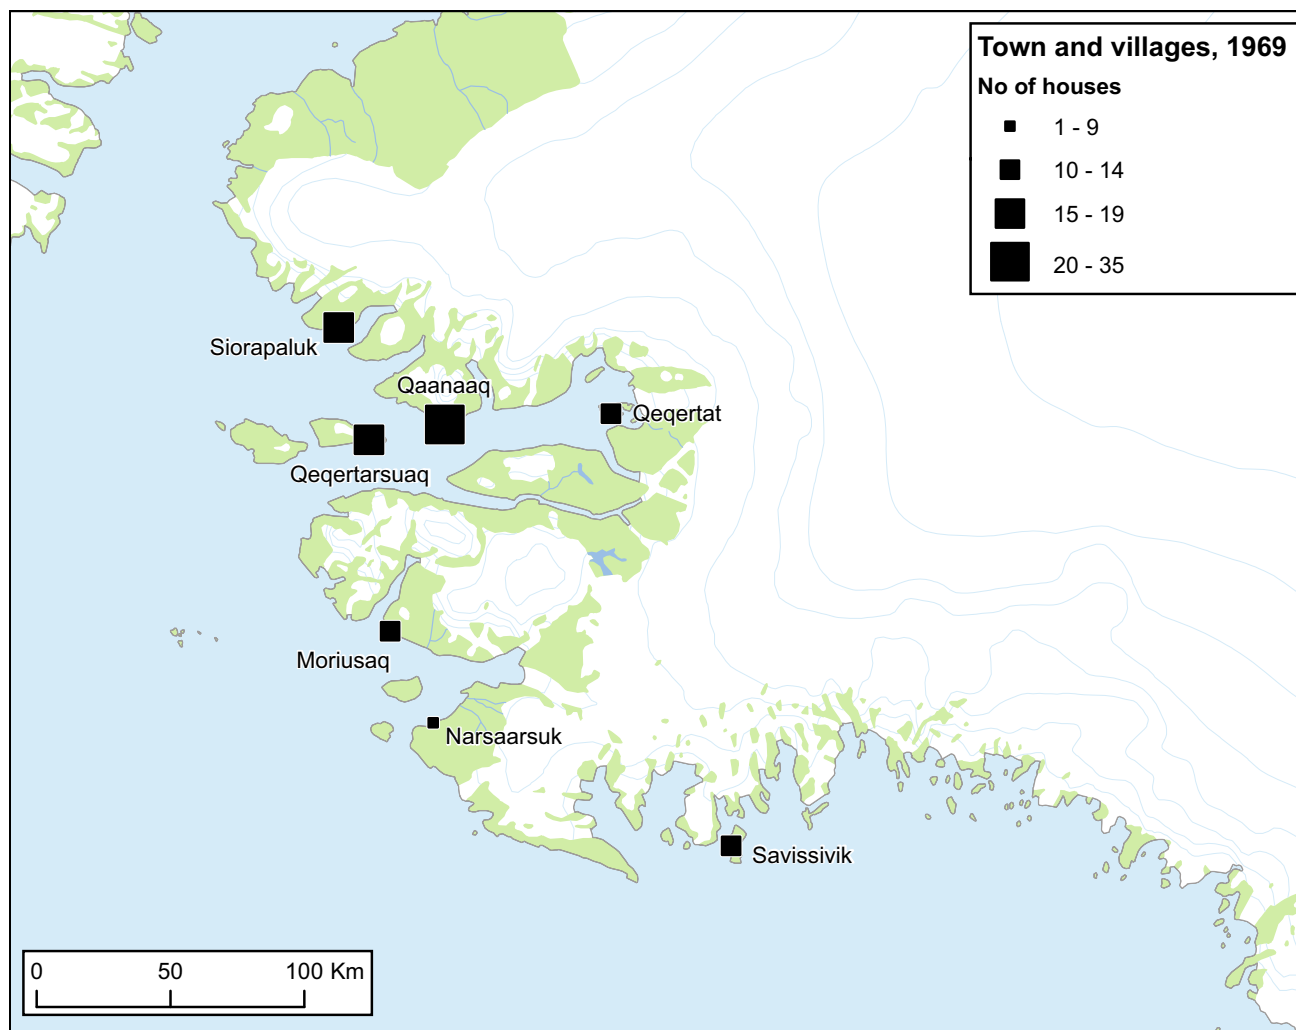 Town and villages, 1969
No of houses
1 - 9
10 - 14
15 - 19
20 - 35
Siorapaluk
Qaanaaq
Qeqertat
Qeqertarsuaq
Moriusaq
Narsaarsuk
Savissivik
0 50 100 Km